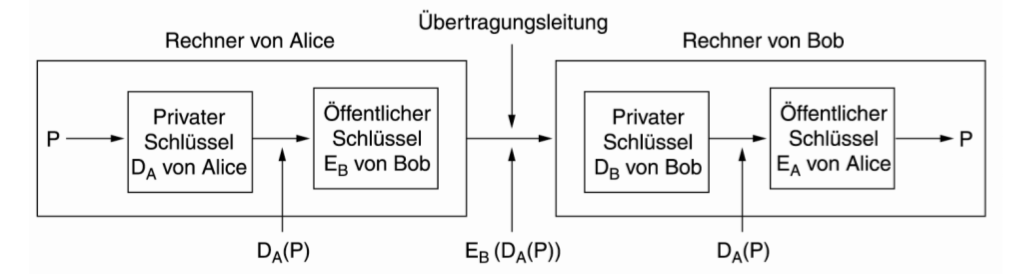 Übertragungsleitung
Rechner von Alice
Rechner von Bob
P
Privater
Schlüssel
D_A von Alice
Öffentlicher
Schlüssel
E_B von Bob
Privater
Schlüssel
D_B von Bob
Öffentlicher
Schlüssel
E_A von Alice
P
D_A(P)
E_B (D_A(P))
D_A(P)